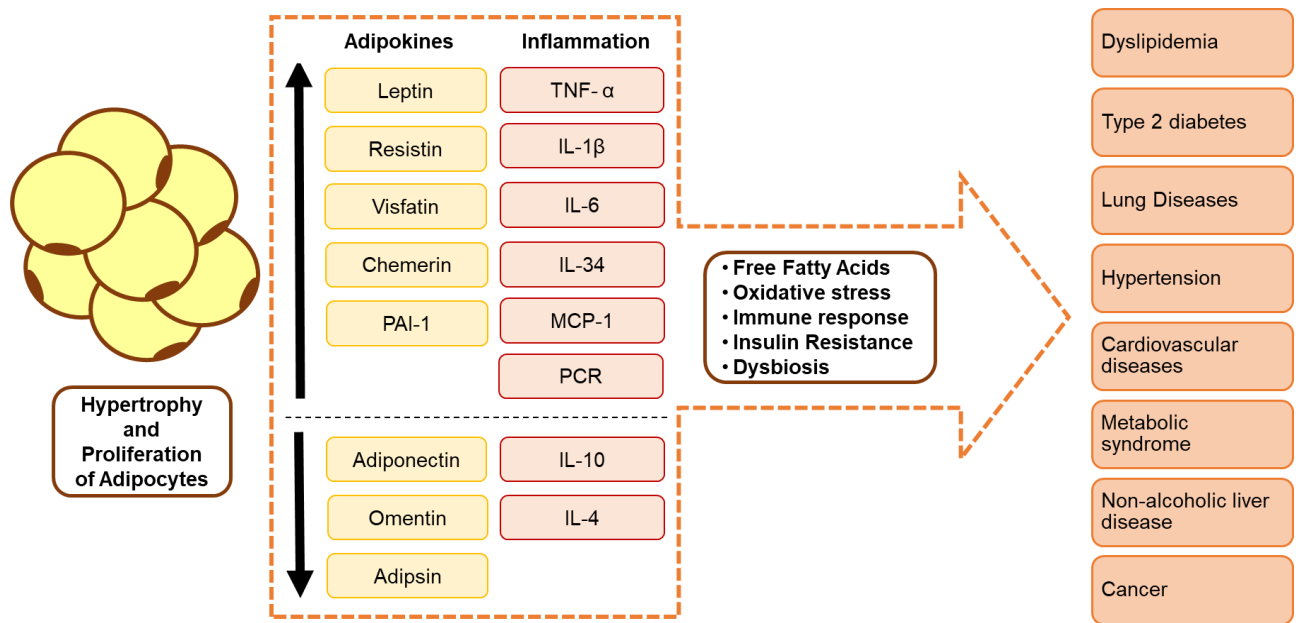 Adipokines
Inflammation
Leptin
TNF- α
Resistin
IL-1β
Visfatin
IL-6
Chemerin
IL-34
PAI-1
MCP-1
PCR
Adiponectin
IL-10
Omentin
IL-4
Adipsin
Hypertrophy
and
Proliferation
of Adipocytes
• Free Fatty Acids
• Oxidative stress
• Immune response
• Insulin Resistance
• Dysbiosis
Dyslipidemia
Type 2 diabetes
Lung Diseases
Hypertension
Cardiovascular
diseases
Metabolic
syndrome
Non-alcoholic liver
disease
Cancer